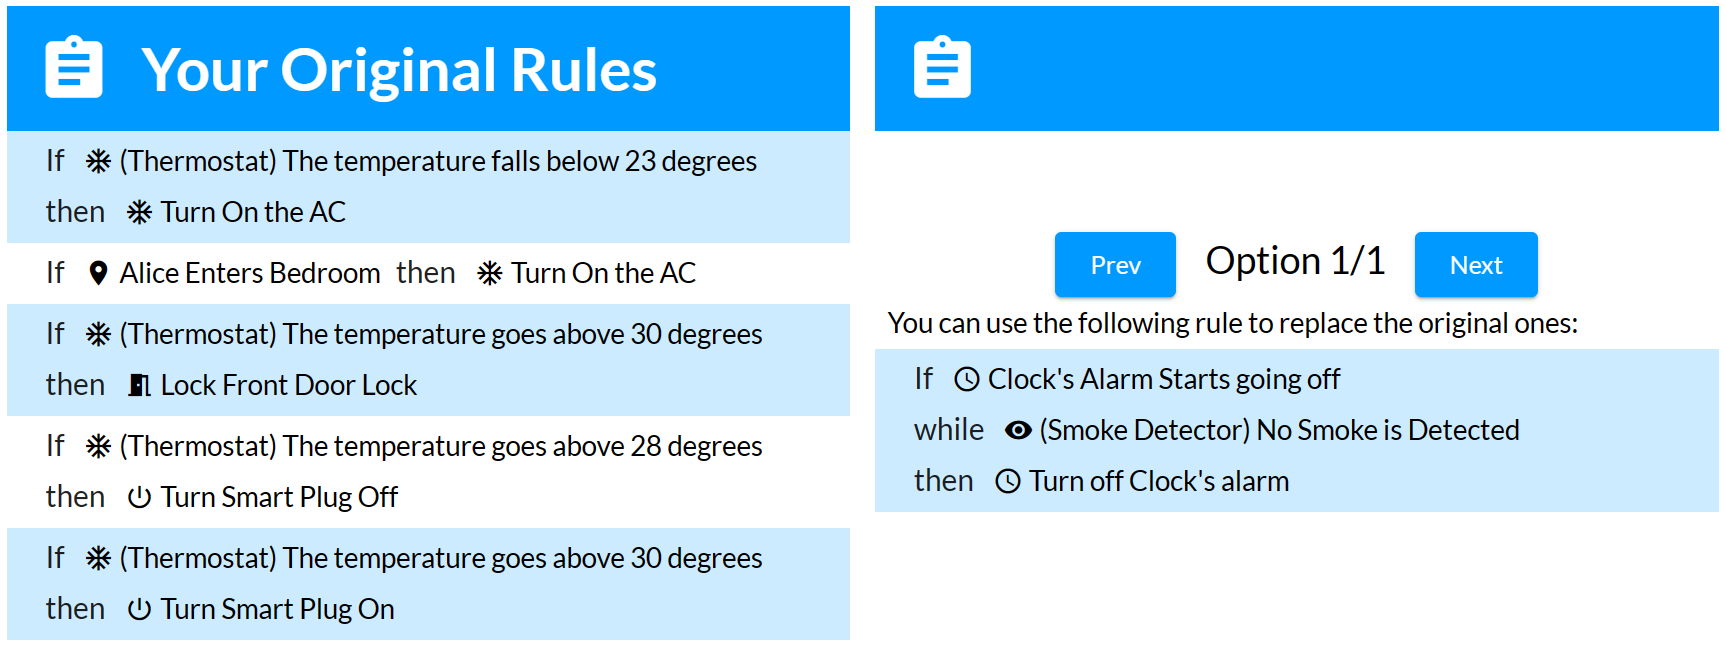 Your Original Rules
If (Thermostat) The temperature falls below 23 degrees
then Turn On the AC
If Alice Enters Bedroom then Turn On the AC
If (Thermostat) The temperature goes above 30 degrees
then Lock Front Door Lock
If (Thermostat) The temperature goes above 28 degrees
then Turn Smart Plug Off
If (Thermostat) The temperature goes above 30 degrees
then Turn Smart Plug On
Prev Option 1/1 Next
You can use the following rule to replace the original ones:
If Clock's Alarm Starts going off
while (Smoke Detector) No Smoke is Detected
then Turn off Clock's alarm